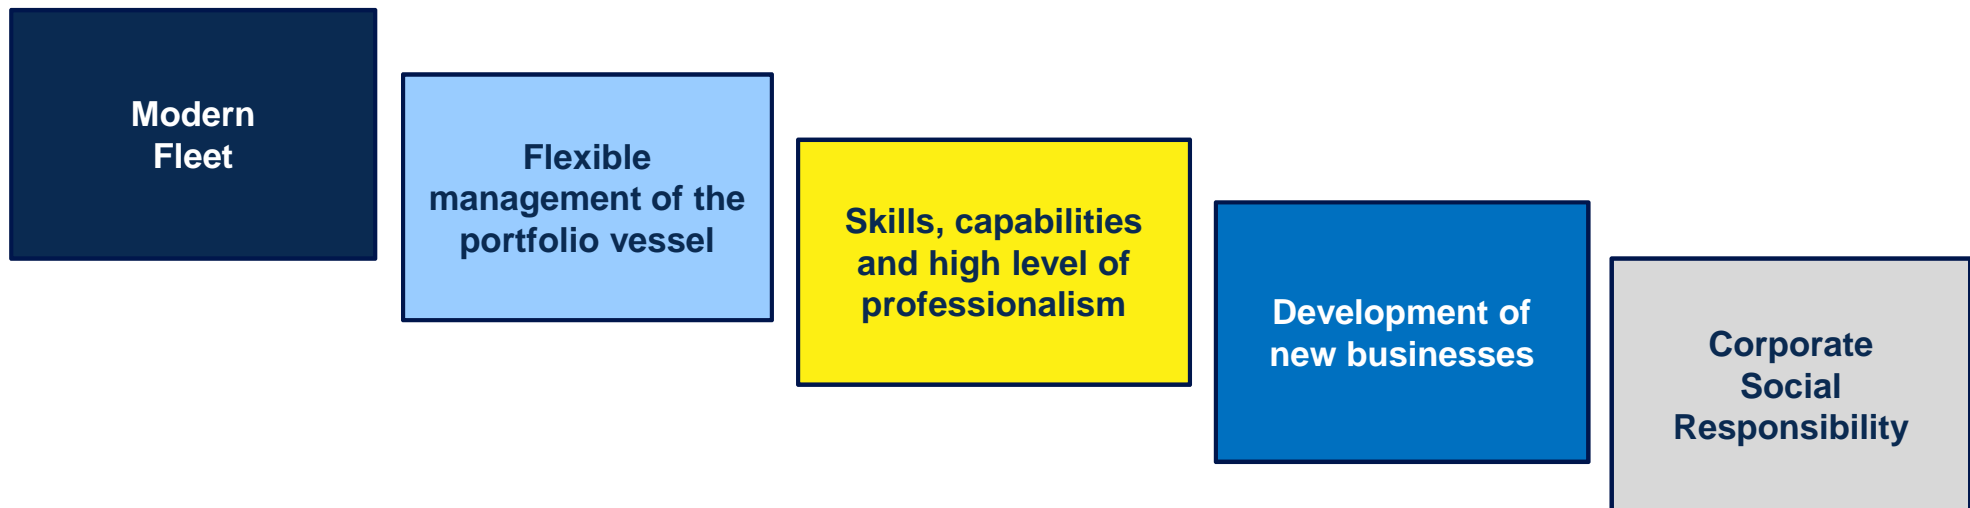 Modern
Fleet
Flexible
management of the
portfolio vessel
Skills, capabilities
and high level of
professionalism
Development of
new businesses
Corporate
Social
Responsibility